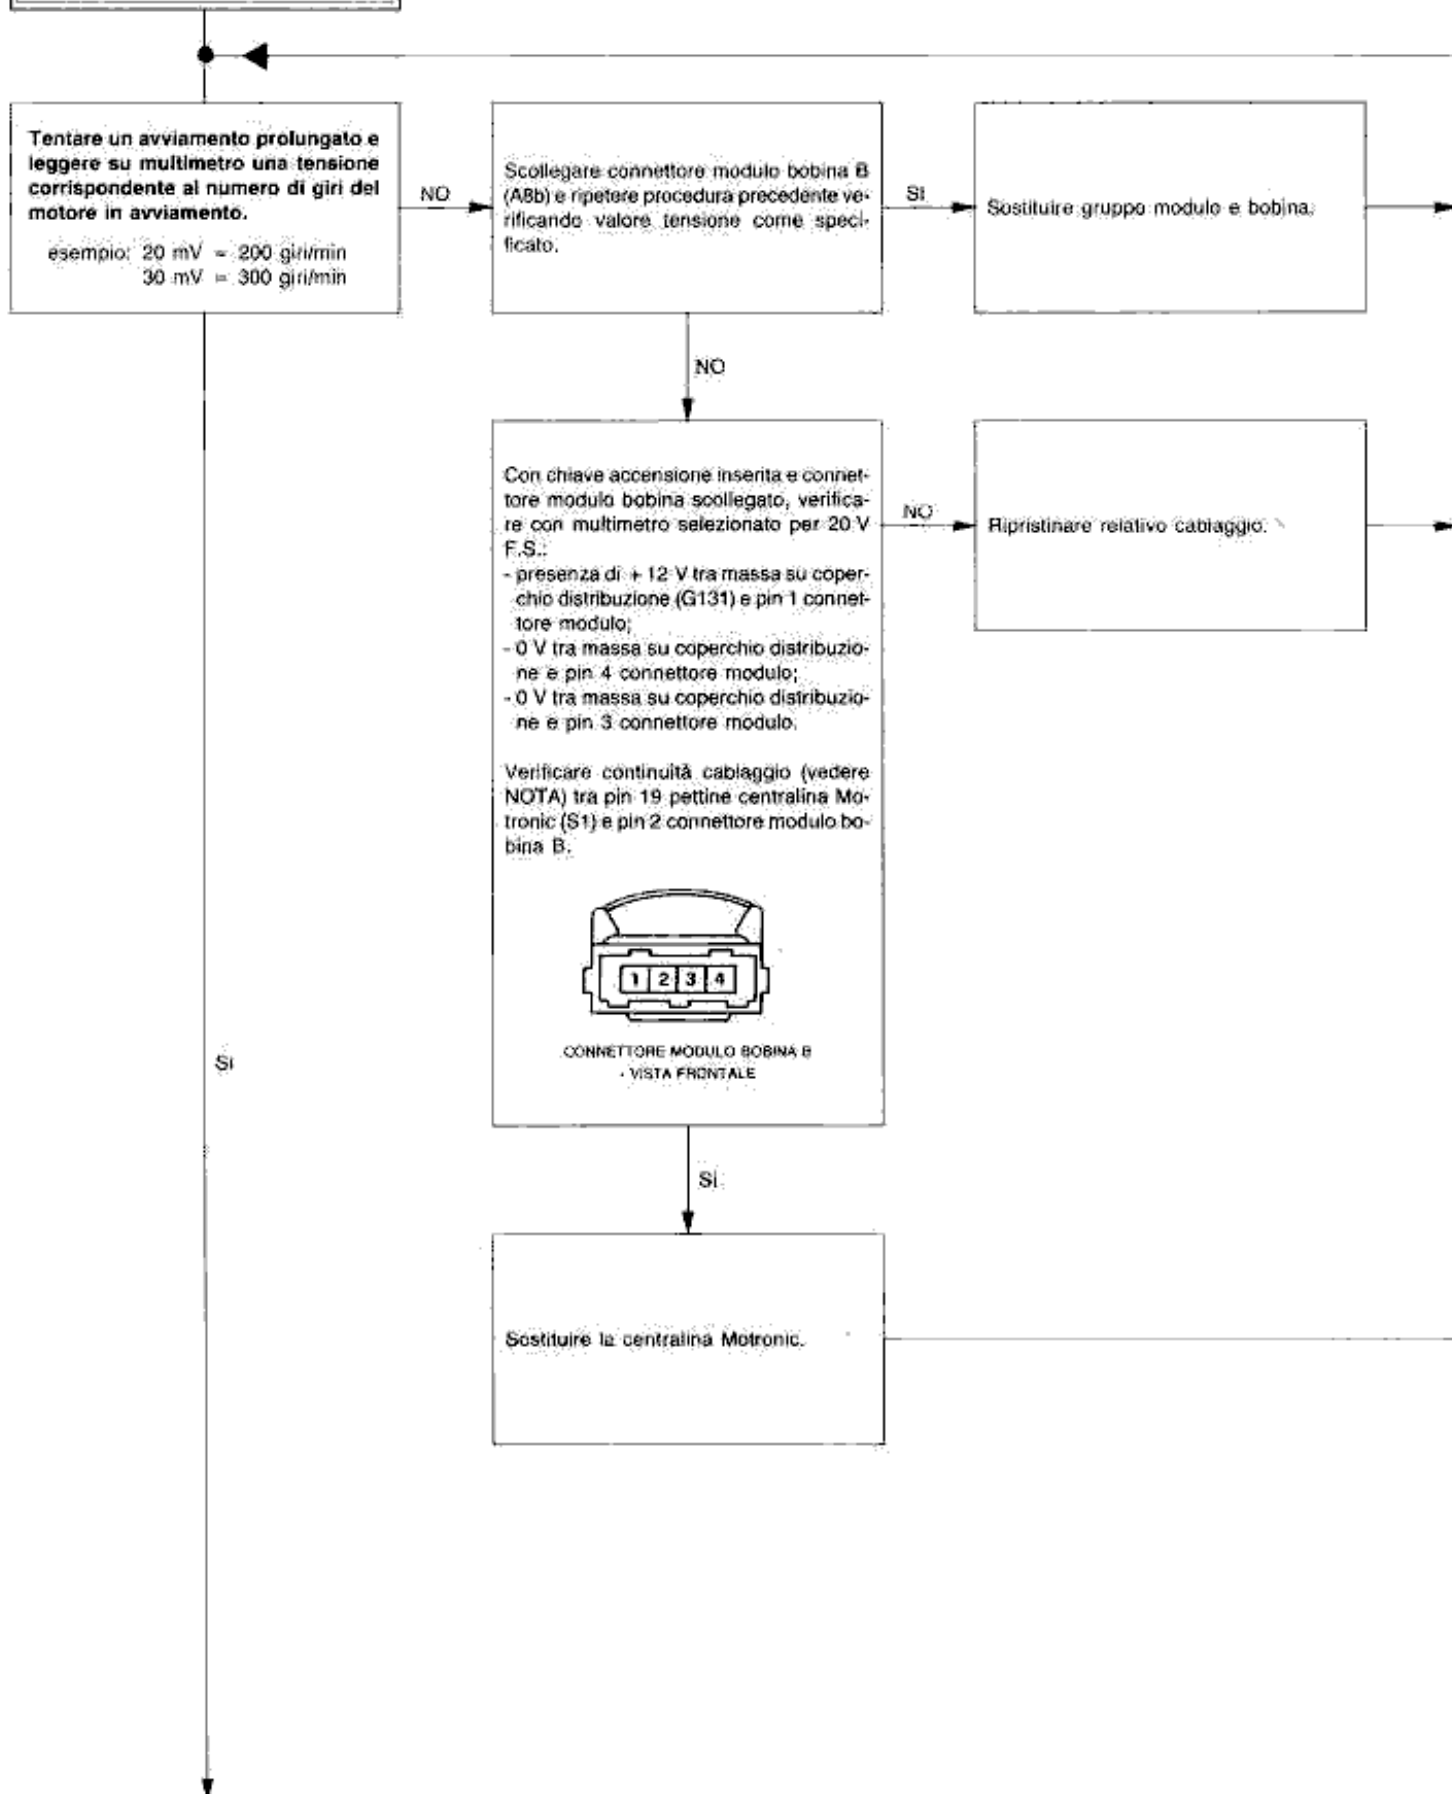 Tentare un avviamento prolungato e
leggere su multimetro una tensione
corrispondente al numero di giri del
motore in avviamento.
esempio: 20 mV = 200 giri/min
30 mV = 300 giri/min
NO
Scollegare connettore modulo bobina B
(A8b) e ripetere procedura precedente ve-
rificando valore tensione come speci-
ficato.
SI
Sostituire gruppo modulo e bobina.
NO
Con chiave accensione inserita e connet-
tore modulo bobina scollegato, verifica-
re con multimetro selezionato per 20 V
F.S.:
- presenza di + 12 V tra massa su coper-
chio distribuzione (G131) e pin 1 connet-
tore modulo;
- 0 V tra massa su coperchio distribuzio-
ne e pin 4 connettore modulo;
- 0 V tra massa su coperchio distribuzio-
ne e pin 3 connettore modulo.
Verificare continuità cablaggio (vedere
NOTA) tra pin 19 pettine centralina Mo-
tronic (S1) e pin 2 connettore modulo bo-
bina B.
1 2 3 4
CONNETTORE MODULO BOBINA B
- VISTA FRONTALE
NO
Ripristinare relativo cablaggio.
SI
SI
Sostituire la centralina Motronic.